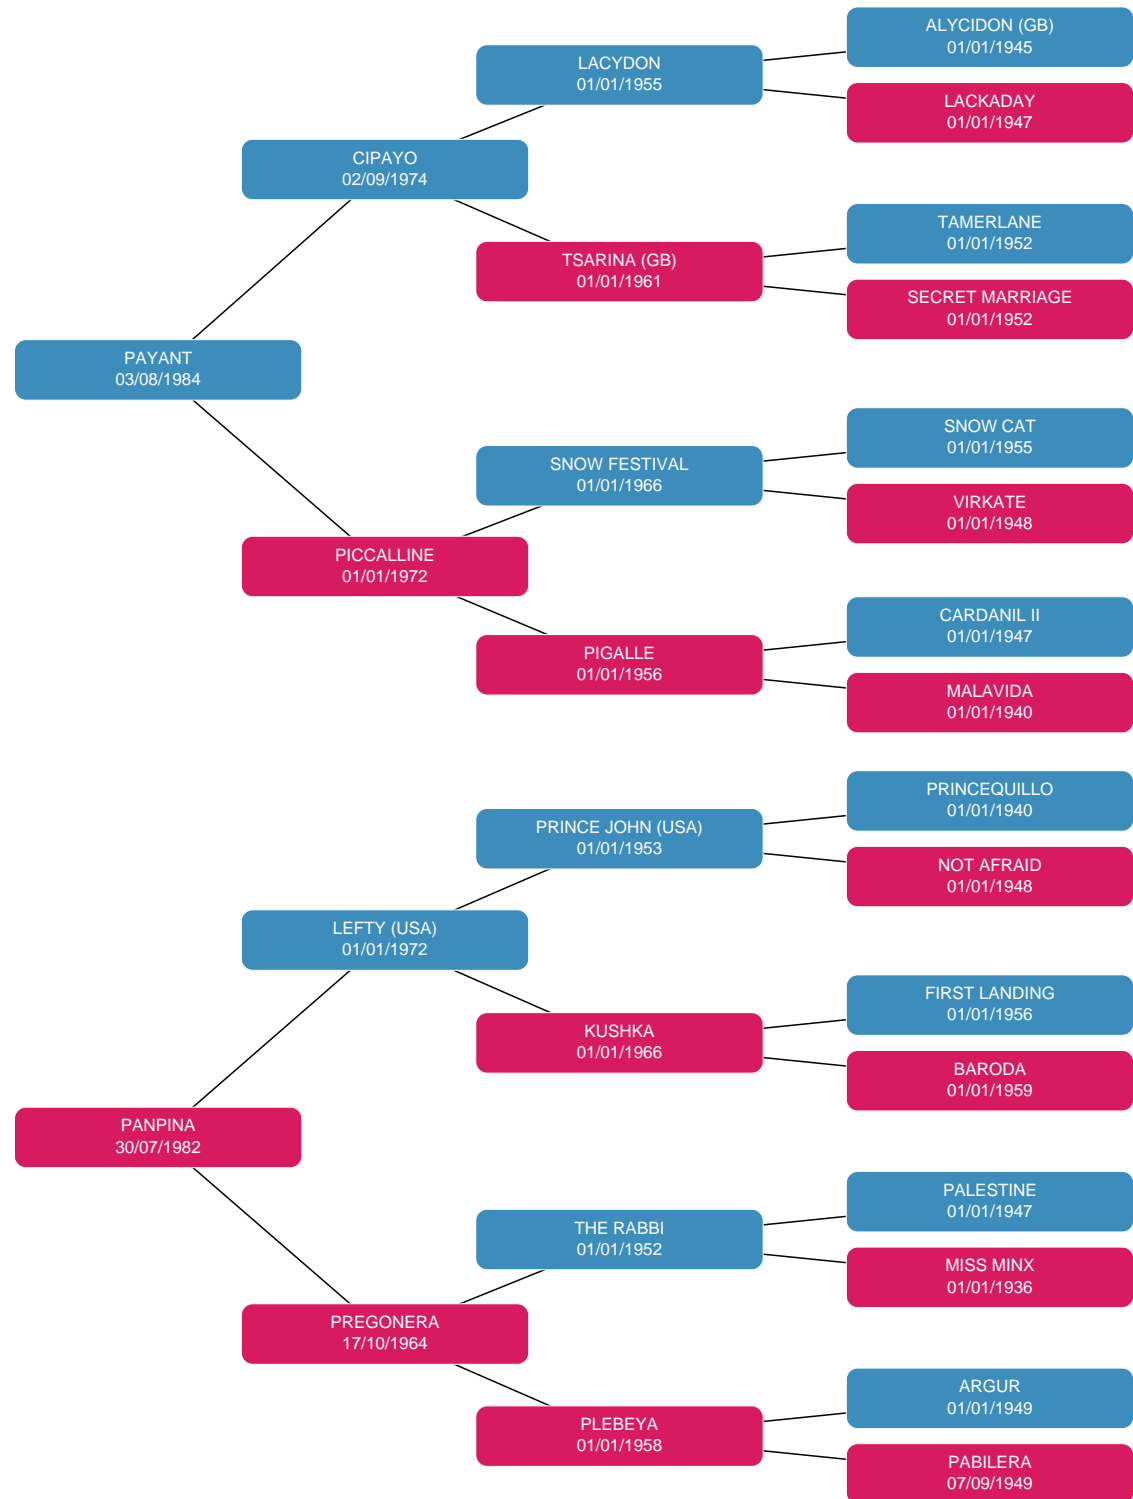 ALYCIDON (GB)
01/01/1945
LACYDON
01/01/1955
LACKADAY
01/01/1947
CIPAYO
02/09/1974
TAMERLANE
01/01/1952
TSARINA (GB)
01/01/1961
SECRET MARRIAGE
01/01/1952
PAYANT
03/08/1984
SNOW CAT
01/01/1955
SNOW FESTIVAL
01/01/1966
VIRKATE
01/01/1948
PICCALLINE
01/01/1972
CARDANIL II
01/01/1947
PIGALLE
01/01/1956
MALAVIDA
01/01/1940
PRINCEQUILLO
01/01/1940
PRINCE JOHN (USA)
01/01/1953
NOT AFRAID
01/01/1948
LEFTY (USA)
01/01/1972
FIRST LANDING
01/01/1956
KUSHKA
01/01/1966
BARODA
01/01/1959
PANPINA
30/07/1982
PALESTINE
01/01/1947
THE RABBI
01/01/1952
MISS MINX
01/01/1936
PREGONERA
17/10/1964
ARGUR
01/01/1949
PLEBEYA
01/01/1958
PABILERA
07/09/1949